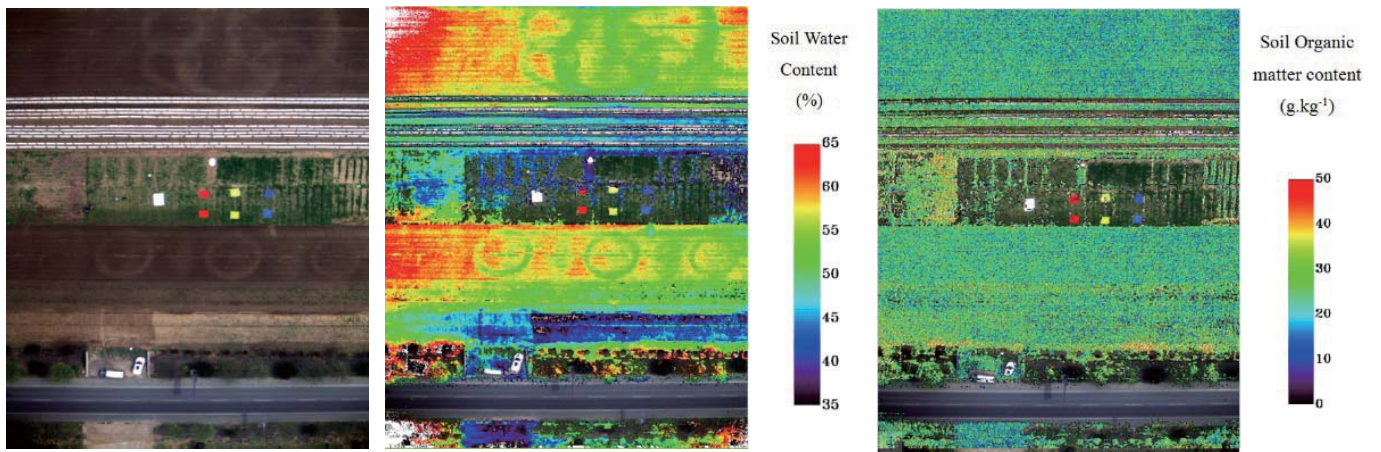 Soil Water
Content
(%)
65
60
55
50
45
40
35
Soil Organic
matter content
(g.kg⁻¹)
50
40
30
20
10
0